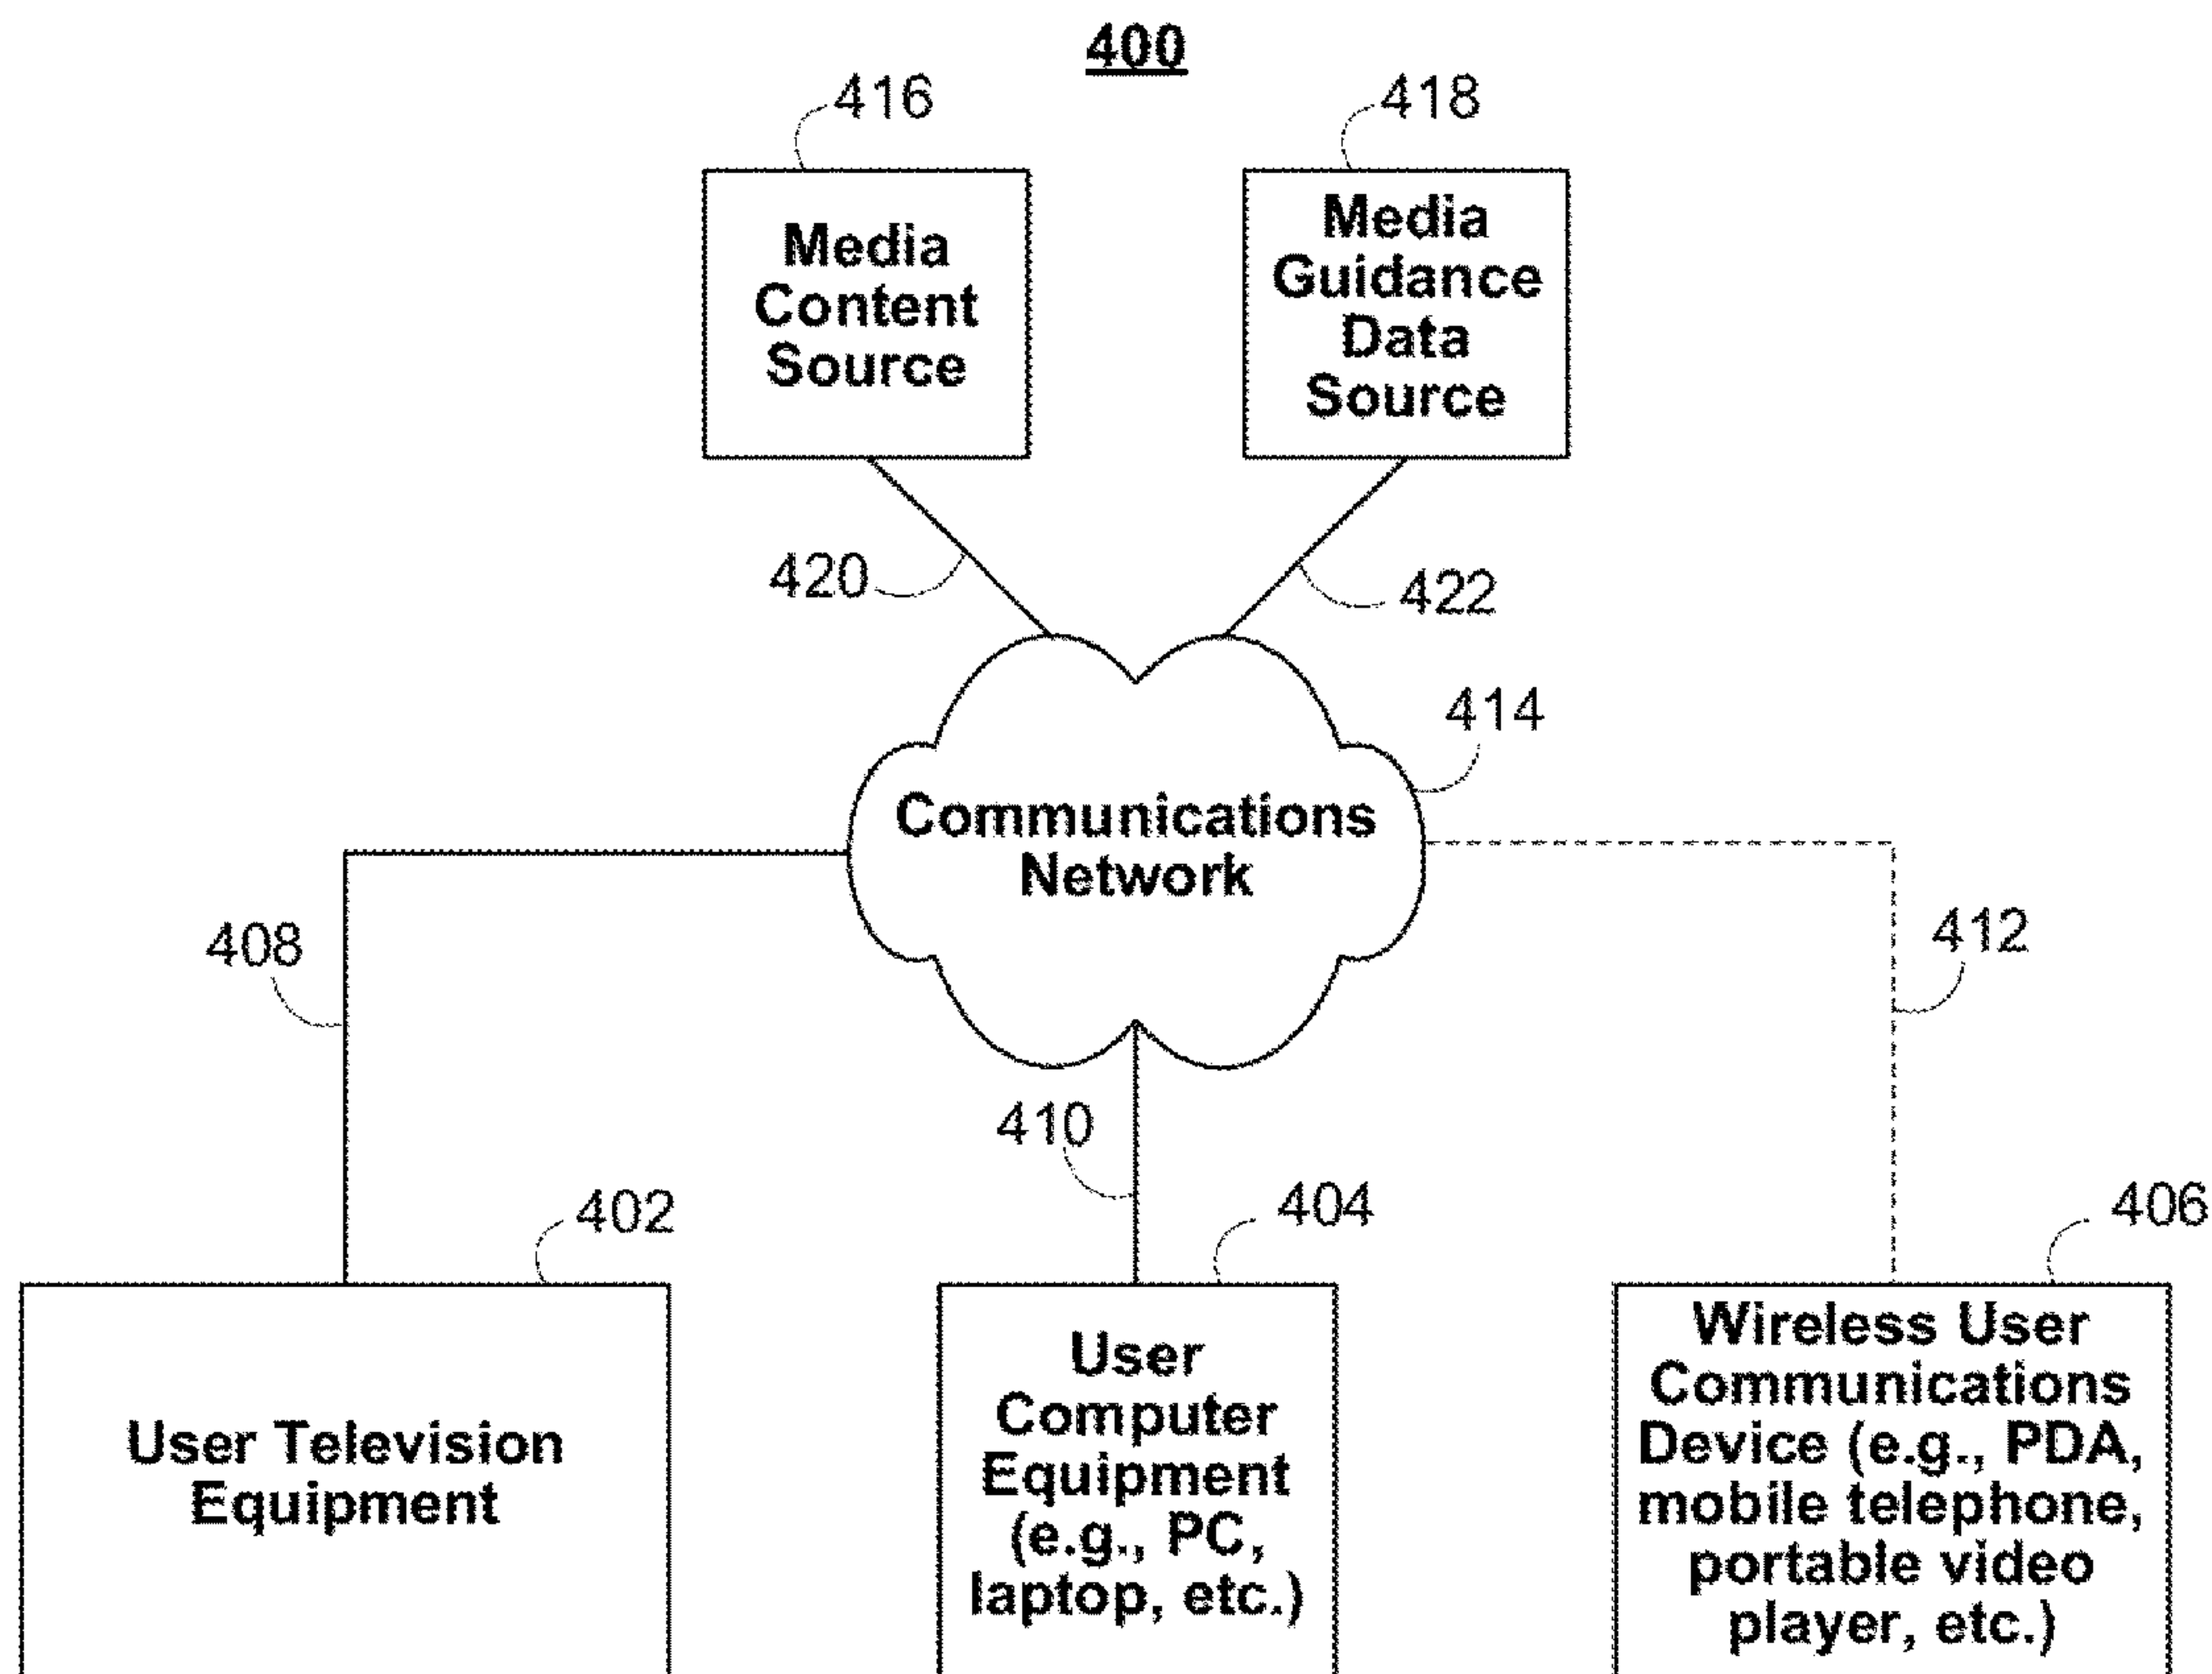 400
416
418
Media
Content
Source
Media
Guidance
Data
Source
420
422
414
Communications
Network
408
412
410
402
404
406
User Television
Equipment
User
Computer
Equipment
(e.g., PC,
laptop, etc.)
Wireless User
Communications
Device (e.g., PDA,
mobile telephone,
portable video
player, etc.)